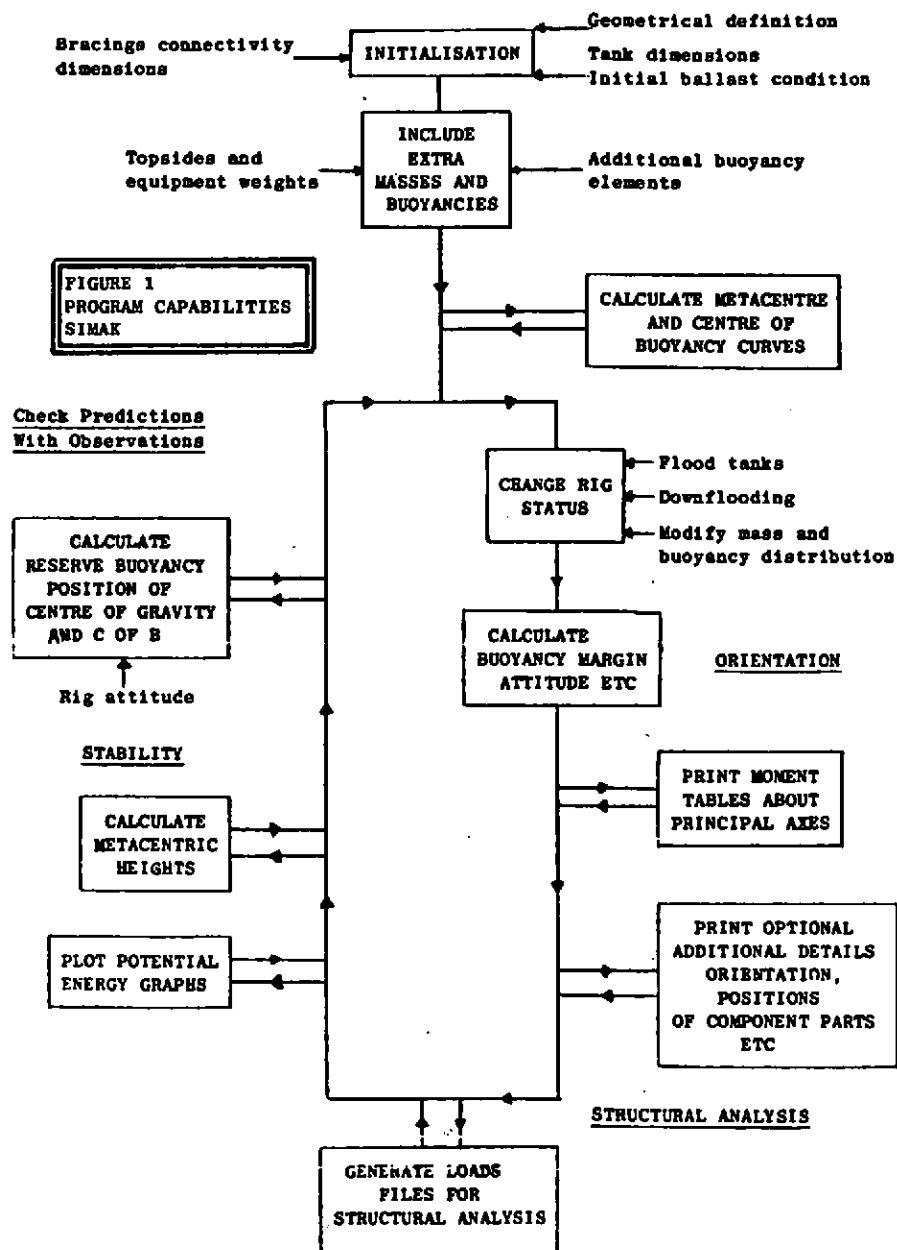 Geometrical definition
Bracings connectivity
dimensions
INITIALISATION
Tank dimensions
Initial ballast condition
INCLUDE
EXTRA
MASSES AND
BUOYANCIES
Topsides and
equipment weights
Additional buoyancy
elements
FIGURE 1
PROGRAM CAPABILITIES
SIMAK
CALCULATE METACENTRE
AND CENTRE OF
BUOYANCY CURVES
Check Predictions
With Observations
CHANGE RIG
STATUS
Flood tanks
Downflooding
Modify mass and
buoyancy distribution
CALCULATE
RESERVE BUOYANCY
POSITION OF
CENTRE OF GRAVITY
AND C OF B
Rig attitude
CALCULATE
BUOYANCY MARGIN
ATTITUDE ETC
ORIENTATION
STABILITY
PRINT MOMENT
TABLES ABOUT
PRINCIPAL AXES
CALCULATE
METACENTRIC
HEIGHTS
PLOT POTENTIAL
ENERGY GRAPHS
PRINT OPTIONAL
ADDITIONAL DETAILS
ORIENTATION,
POSITIONS
OF COMPONENT PARTS
ETC
STRUCTURAL ANALYSIS
GENERATE LOADS
FILES FOR
STRUCTURAL ANALYSIS